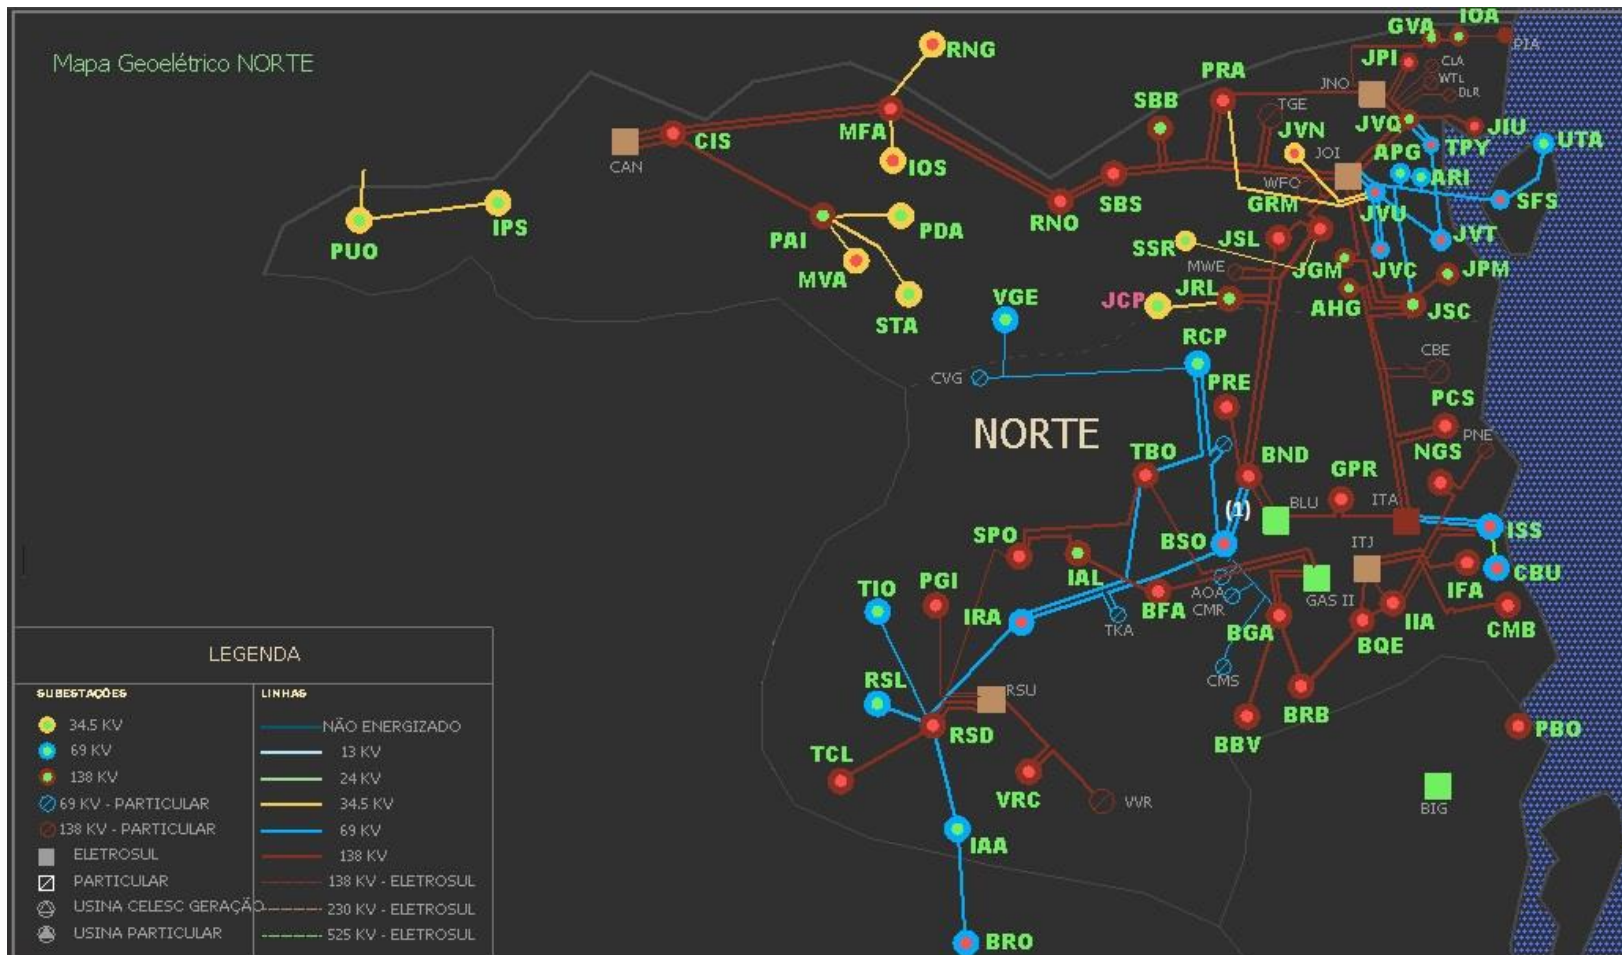 Mapa Geoelétrico NORTE
RNG
GVA
IOA
PIA
JPI
CLA
WTL
DLR
JNO
PRA
SBB
TGE
MFA
CIS
CAN
IOS
JVN
JOI
JVQ
JIU
TPY
UTA
APG
ARI
WFO
GRM
JVU
SFS
SBS
RNO
IPS
PUO
PAI
PDA
MVA
STA
SSR
JSL
JVT
JVC
JGM
JPM
MWE
JRL
JCP
AHG
JSC
VGE
RCP
CVG
CBE
PRE
PCS
NORTE
PNE
TBO
BND
GPR
NGS
BLU
ITA
(1)
SPO
BSO
ITJ
ISS
IAL
CBU
IFA
GAS II
AOA
CMR
BFA
TIO
PGI
IRA
TKA
BGA
IIA
CMB
BQE
CMS
RSL
RSU
BRB
RSD
BBV
PBO
TCL
VRC
VVR
BIG
IAA
BRO
LEGENDA
SUBESTAÇÕES
LINHAS
34.5 KV
NÃO ENERGIZADO
69 KV
13 KV
138 KV
24 KV
69 KV - PARTICULAR
34.5 KV
138 KV - PARTICULAR
69 KV
ELETROSUL
138 KV
PARTICULAR
138 KV - ELETROSUL
USINA CELESC GERAÇÃO
230 KV - ELETROSUL
USINA PARTICULAR
525 KV - ELETROSUL